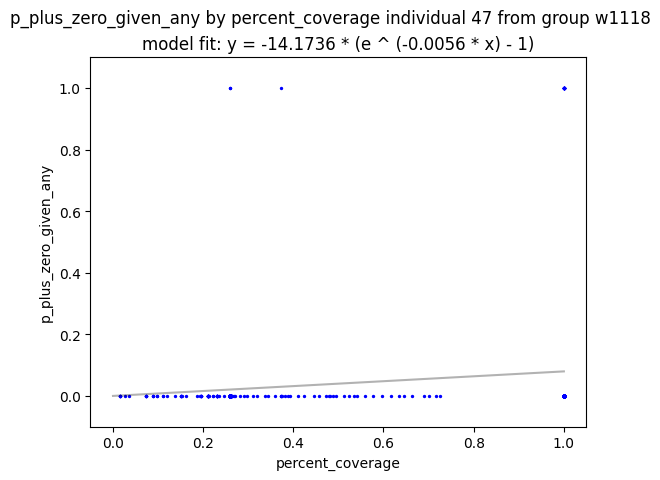 p_plus_zero_given_any by percent_coverage individual 47 from group w1118
model fit: y = -14.1736 * (e ^ (-0.0056 * x) - 1)
1.0
0.8
0.6
0.4
0.2
0.0
p_plus_zero_given_any
0.0 0.2 0.4 0.6 0.8 1.0
percent_coverage